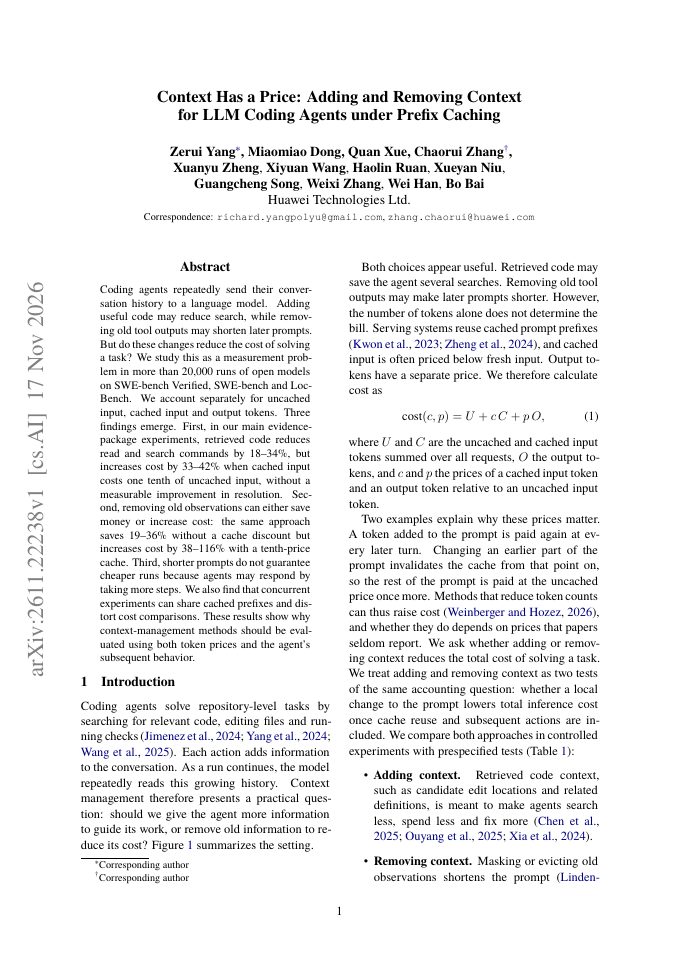 Context Has a Price: Adding and Removing Context
for LLM Coding Agents under Prefix Caching
Zerui Yang*, Miaomiao Dong, Quan Xue, Chaorui Zhang†,
Xuanyu Zheng, Xiyuan Wang, Haolin Ruan, Xueyan Niu,
Guangcheng Song, Weixi Zhang, Wei Han, Bo Bai
Huawei Technologies Ltd.
Correspondence: richard.yangpolyu@gmail.com, zhang.chaorui@huawei.com
arXiv:2611.22238v1 [cs.AI] 17 Nov 2026
Abstract
Coding agents repeatedly send their conver-
sation history to a language model. Adding
useful code may reduce search, while remov-
ing old tool outputs may shorten later prompts.
But do these changes reduce the cost of solving
a task? We study this as a measurement prob-
lem in more than 20,000 runs of open models
on SWE-bench Verified, SWE-bench and Loc-
Bench. We account separately for uncached
input, cached input and output tokens. Three
findings emerge. First, in our main evidence-
package experiments, retrieved code reduces
read and search commands by 18–34%, but
increases cost by 33–42% when cached input
costs one tenth of uncached input, without a
measurable improvement in resolution. Sec-
ond, removing old observations can either save
money or increase cost: the same approach
saves 19–36% without a cache discount but
increases cost by 38–116% with a tenth-price
cache. Third, shorter prompts do not guarantee
cheaper runs because agents may respond by
taking more steps. We also find that concurrent
experiments can share cached prefixes and dis-
tort cost comparisons. These results show why
context-management methods should be eval-
uated using both token prices and the agent's
subsequent behavior.
1 Introduction
Coding agents solve repository-level tasks by
searching for relevant code, editing files and run-
ning checks (Jimenez et al., 2024; Yang et al., 2024;
Wang et al., 2025). Each action adds information
to the conversation. As a run continues, the model
repeatedly reads this growing history. Context
management therefore presents a practical ques-
tion: should we give the agent more information
to guide its work, or remove old information to re-
duce its cost? Figure 1 summarizes the setting.
*Corresponding author
†Corresponding author
Both choices appear useful. Retrieved code may
save the agent several searches. Removing old tool
outputs may make later prompts shorter. However,
the number of tokens alone does not determine the
bill. Serving systems reuse cached prompt prefixes
(Kwon et al., 2023; Zheng et al., 2024), and cached
input is often priced below fresh input. Output to-
kens have a separate price. We therefore calculate
cost as
cost(c, p) = U + c C + p O, (1)
where U and C are the uncached and cached input
tokens summed over all requests, O the output to-
kens, and c and p the prices of a cached input token
and an output token relative to an uncached input
token.
Two examples explain why these prices matter.
A token added to the prompt is paid again at ev-
ery later turn. Changing an earlier part of the
prompt invalidates the cache from that point on,
so the rest of the prompt is paid at the uncached
price once more. Methods that reduce token counts
can thus raise cost (Weinberger and Hozez, 2026),
and whether they do depends on prices that papers
seldom report. We ask whether adding or remov-
ing context reduces the total cost of solving a task.
We treat adding and removing context as two tests
of the same accounting question: whether a local
change to the prompt lowers total inference cost
once cache reuse and subsequent actions are in-
cluded. We compare both approaches in controlled
experiments with prespecified tests (Table 1):
• Adding context. Retrieved code context,
such as candidate edit locations and related
definitions, is meant to make agents search
less, spend less and fix more (Chen et al.,
2025; Ouyang et al., 2025; Xia et al., 2024).
• Removing context. Masking or evicting old
observations shortens the prompt (Linden-
1